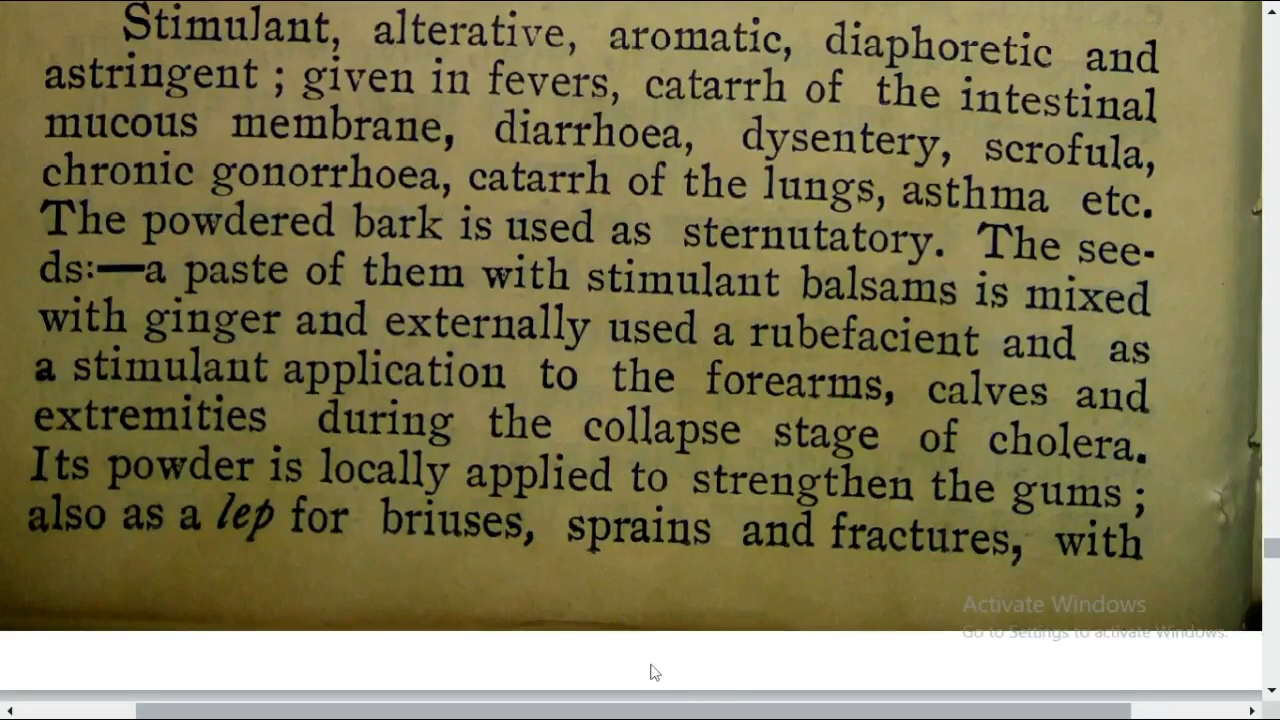 Stimulant, alterative, aromatic, diaphoretic and
astringent ; given in fevers, catarrh of the intestinal
mucous membrane, diarrhoea, dysentery, scrofula,
chronic gonorrhoea, catarrh of the lungs, asthma etc.
The powdered bark is used as sternutatory. The see-
ds:—a paste of them with stimulant balsams is mixed
with ginger and externally used a rubefacient and as
a stimulant application to the forearms, calves and
extremities during the collapse stage of cholera.
Its powder is locally applied to strengthen the gums ;
also as a lep for briuses, sprains and fractures, with
Activate Windows
Go to Settings to activate Windows.